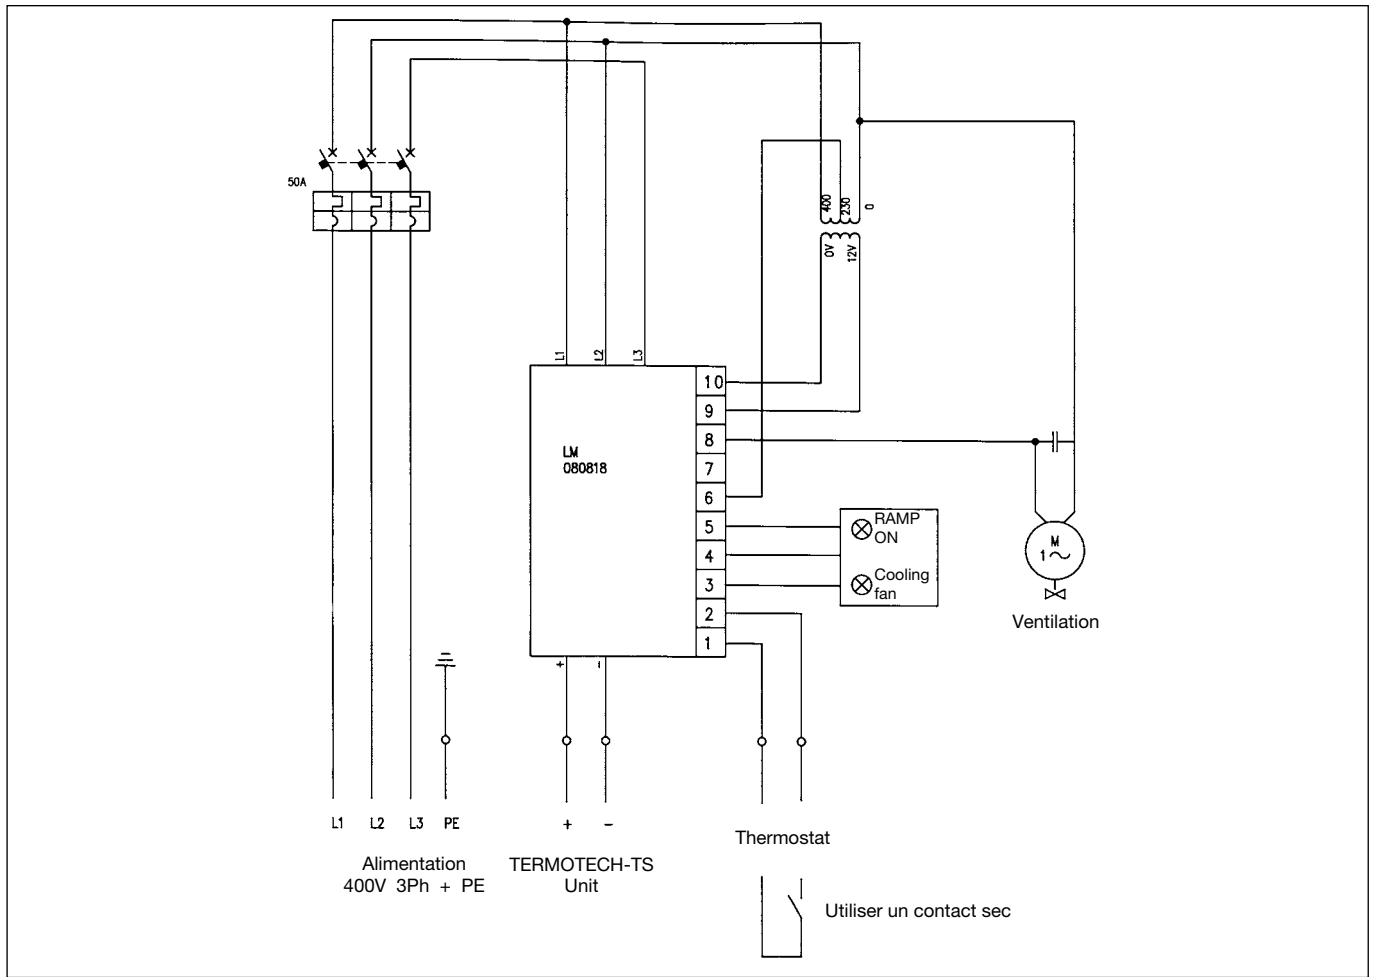 50A
400
230
0
0V
12V
L1
L2
L3
10
9
8
7
6
5
4
3
2
1
LM
080818
RAMP
ON
Cooling
fan
M
1~
Ventilation
+
-
L1
L2
L3
PE
+
-
Alimentation
400V 3Ph + PE
TERMOTECH-TS
Unit
Thermostat
Utiliser un contact sec